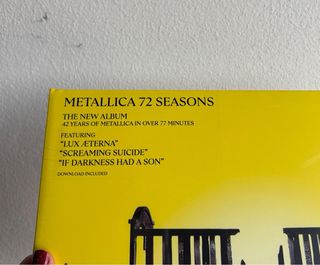 METALLICA 72 SEASONS
THE NEW ALBUM
42 YEARS OF METALLICA IN OVER 77 MINUTES
FEATURING
"LUX ÆTERNA"
"SCREAMING SUICIDE"
"IF DARKNESS HAD A SON"
DOWNLOAD INCLUDED